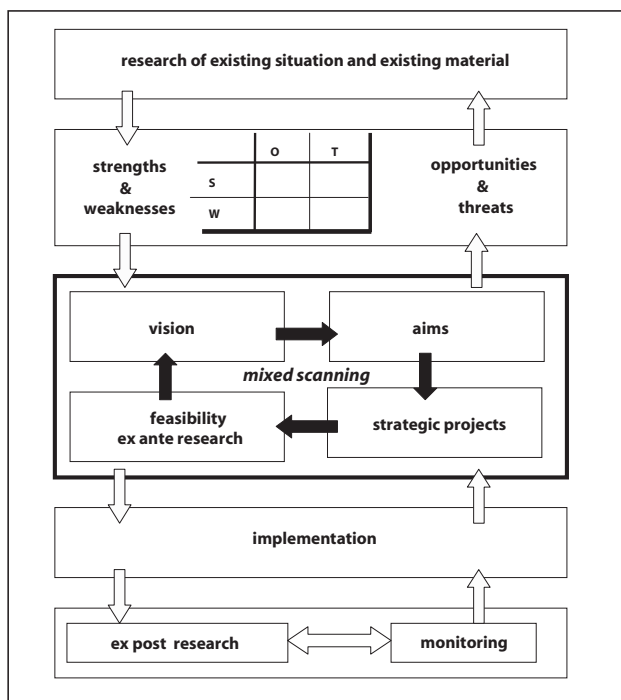 research of existing situation and existing material
strengths
&
weaknesses
O T
S
W
opportunities
&
threats
vision
aims
mixed scanning
feasibility
ex ante research
strategic projects
implementation
ex post research
monitoring